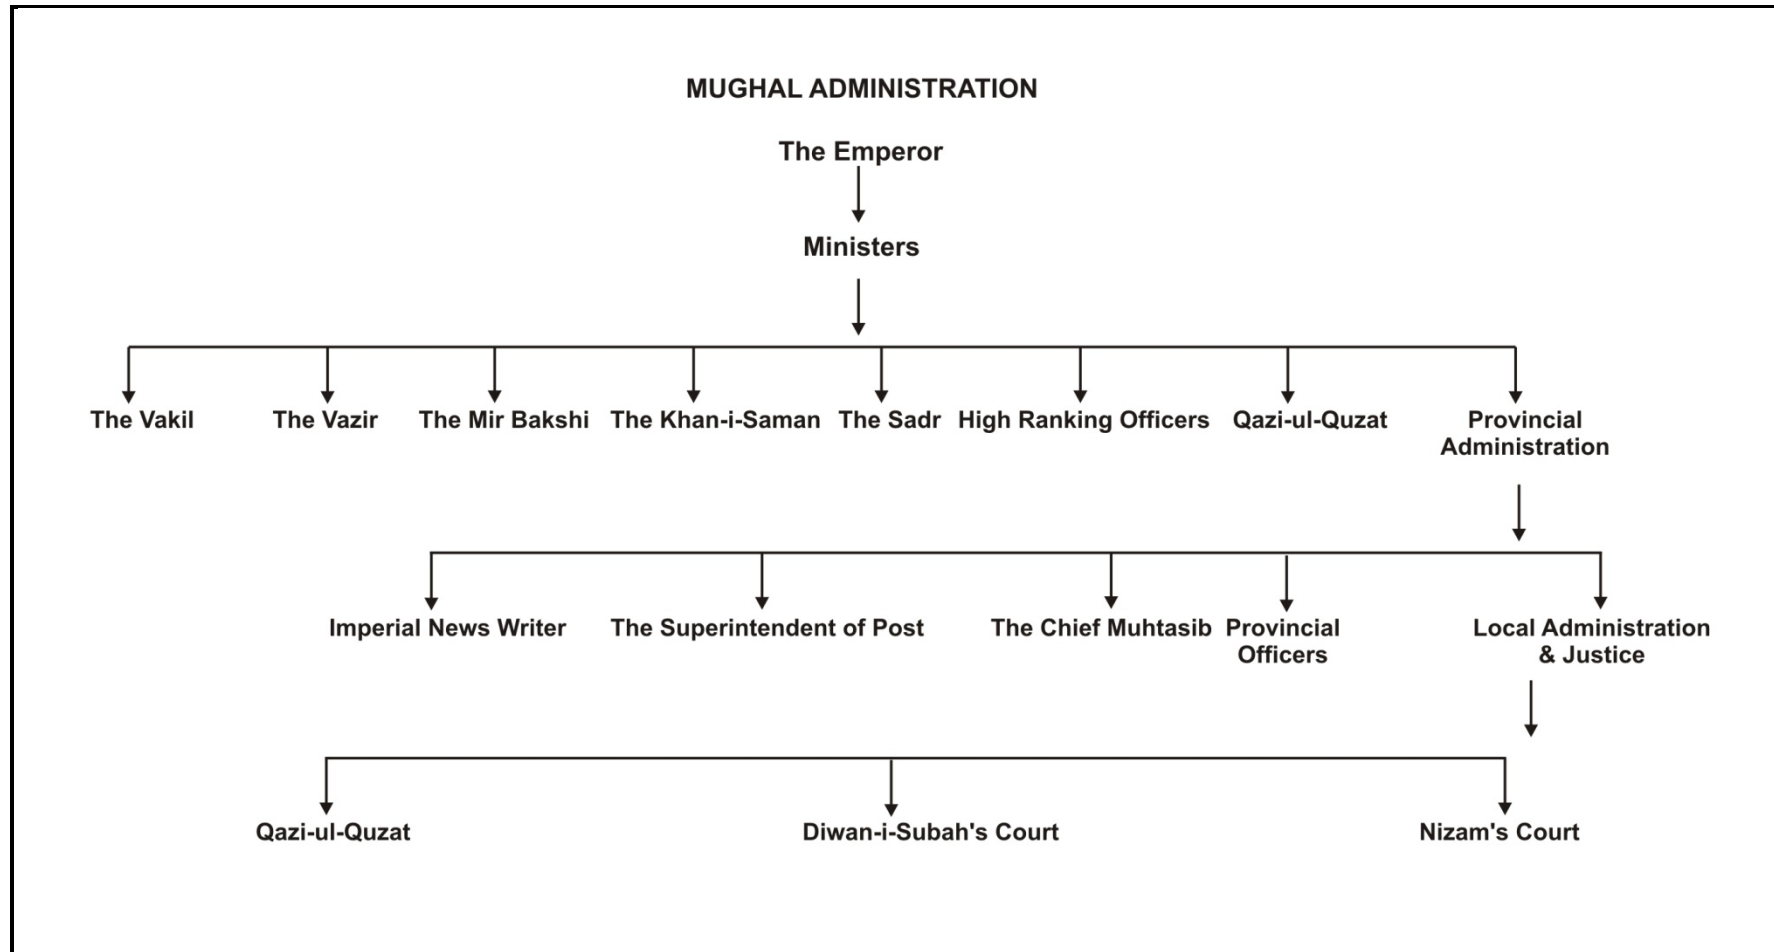 MUGHAL ADMINISTRATION
The Emperor
Ministers
The Vakil
The Vazir
The Mir Bakshi
The Khan-i-Saman
The Sadr
High Ranking Officers
Qazi-ul-Quzat
Provincial
Administration
Imperial News Writer
The Superintendent of Post
The Chief Muhtasib
Provincial
Officers
Local Administration
& Justice
Qazi-ul-Quzat
Diwan-i-Subah's Court
Nizam's Court